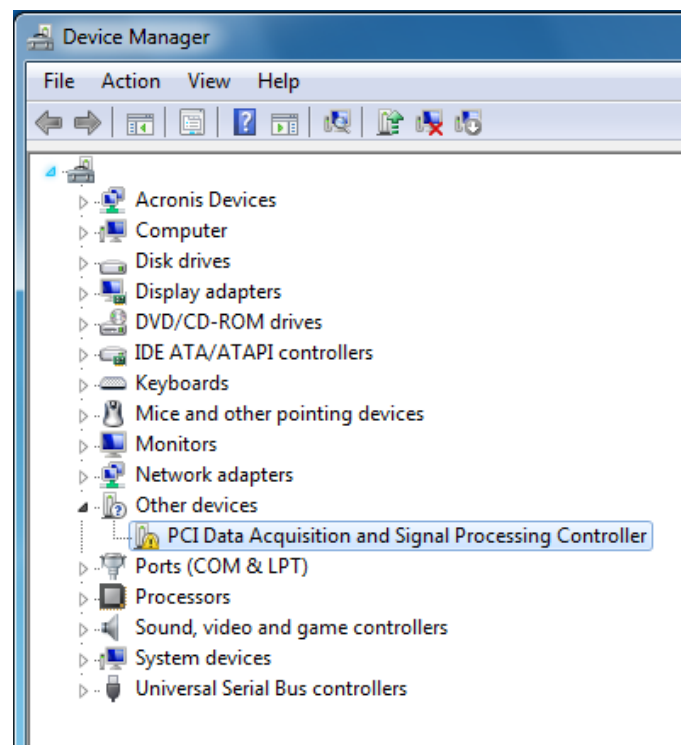 Device Manager
File Action View Help
Acronis Devices
Computer
Disk drives
Display adapters
DVD/CD-ROM drives
IDE ATA/ATAPI controllers
Keyboards
Mice and other pointing devices
Monitors
Network adapters
Other devices
PCI Data Acquisition and Signal Processing Controller
Ports (COM & LPT)
Processors
Sound, video and game controllers
System devices
Universal Serial Bus controllers